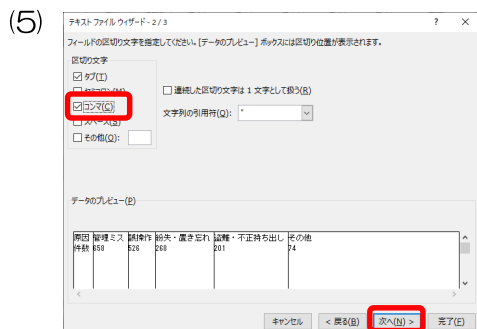 (5)
テキスト ファイル ウィザード - 2 / 3 ? ×
フィールドの区切り文字を指定してください。[データのプレビュー] ボックスには区切り位置が表示されます。
区切り文字
タブ(T)
セミコロン(M) 連続した区切り文字は 1 文字として扱う(R)
コンマ(C) 文字列の引用符(Q): "
スペース(S)
その他(O):
データのプレビュー(P)
原因 管理ミス 誤操作 紛失・置き忘れ 盗難・不正持ち出し その他
件数 658 526 268 201 74
キャンセル < 戻る(B) 次へ(N) > 完了(F)